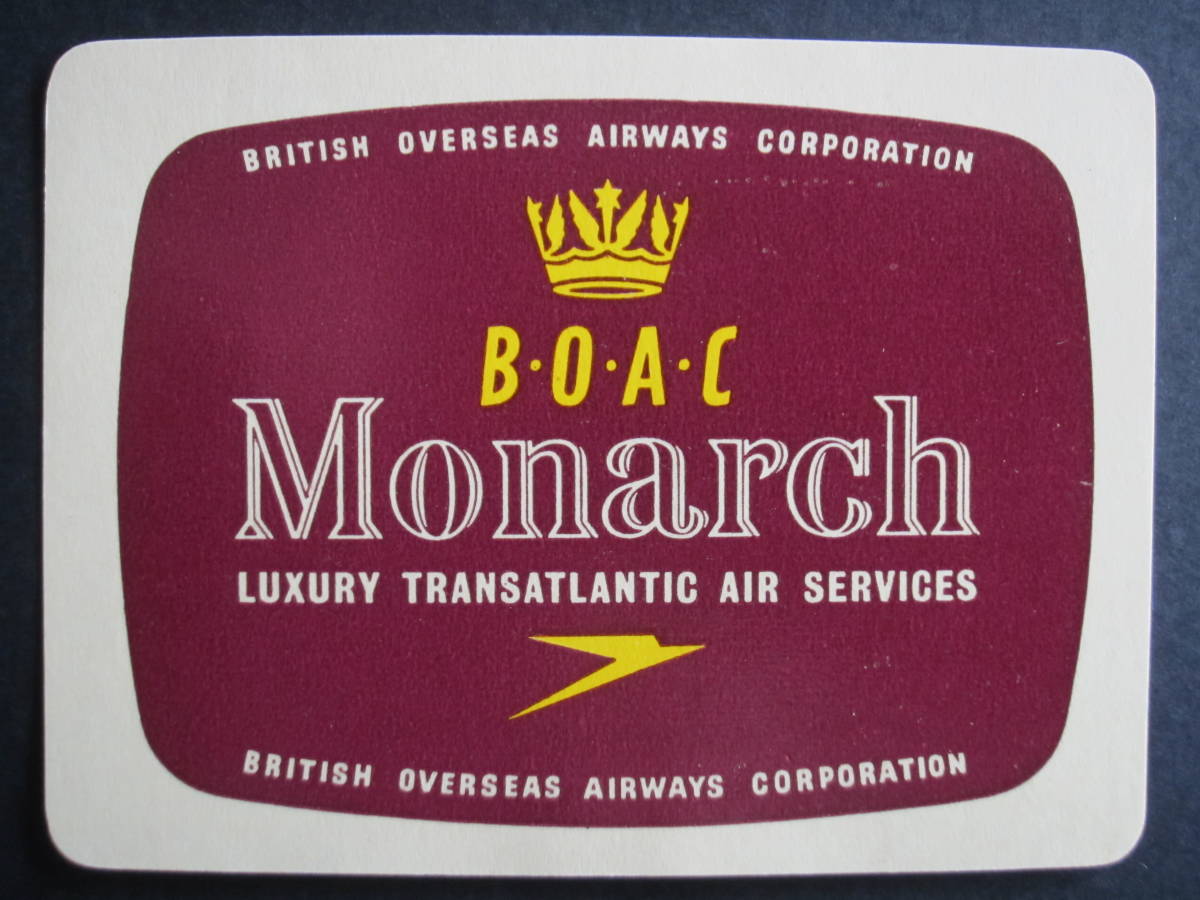 BRITISH OVERSEAS AIRWAYS CORPORATION
B·O·A·C
Monarch
LUXURY TRANSATLANTIC AIR SERVICES
BRITISH OVERSEAS AIRWAYS CORPORATION